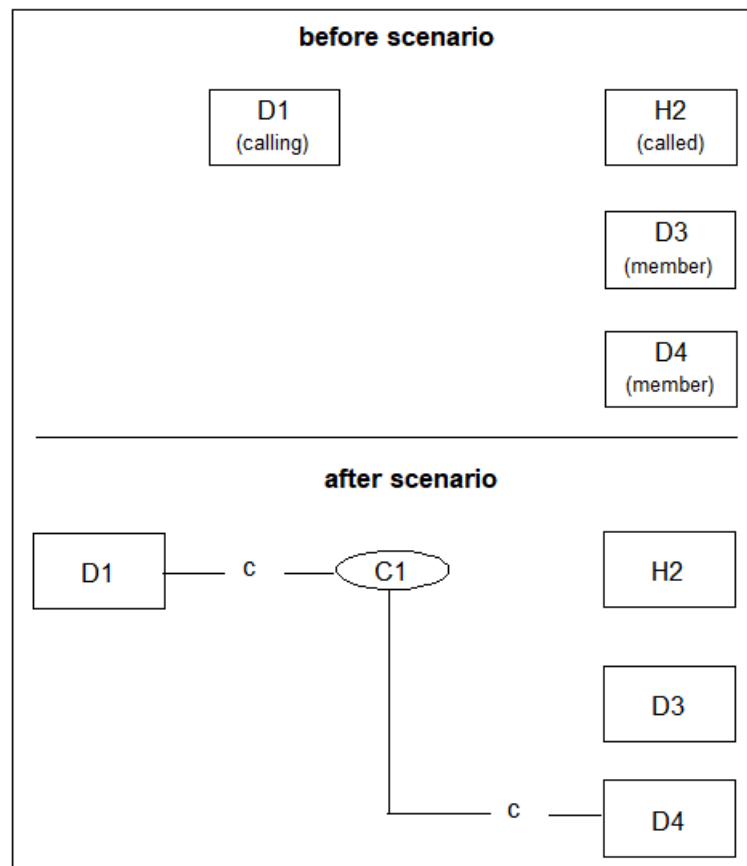 before scenario
D1
(calling)
H2
(called)
D3
(member)
D4
(member)
after scenario
D1
c
C1
H2
D3
c
D4